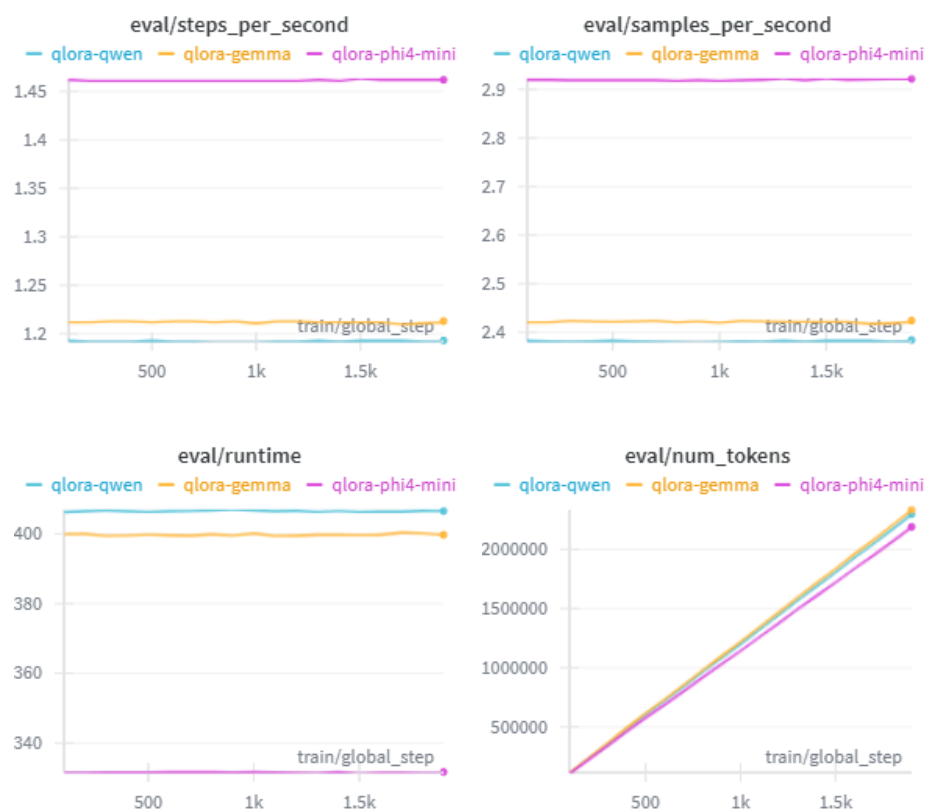 eval/steps_per_second
qlora-qwen qlora-gemma qlora-phi4-mini
1.45
1.4
1.35
1.3
1.25
1.2
train/global_step
500 1k 1.5k
eval/samples_per_second
qlora-qwen qlora-gemma qlora-phi4-mini
2.9
2.8
2.7
2.6
2.5
2.4
train/global_step
500 1k 1.5k
eval/runtime
qlora-qwen qlora-gemma qlora-phi4-mini
400
380
360
340
train/global_step
500 1k 1.5k
eval/num_tokens
qlora-qwen qlora-gemma qlora-phi4-mini
2000000
1500000
1000000
500000
train/global_step
500 1k 1.5k